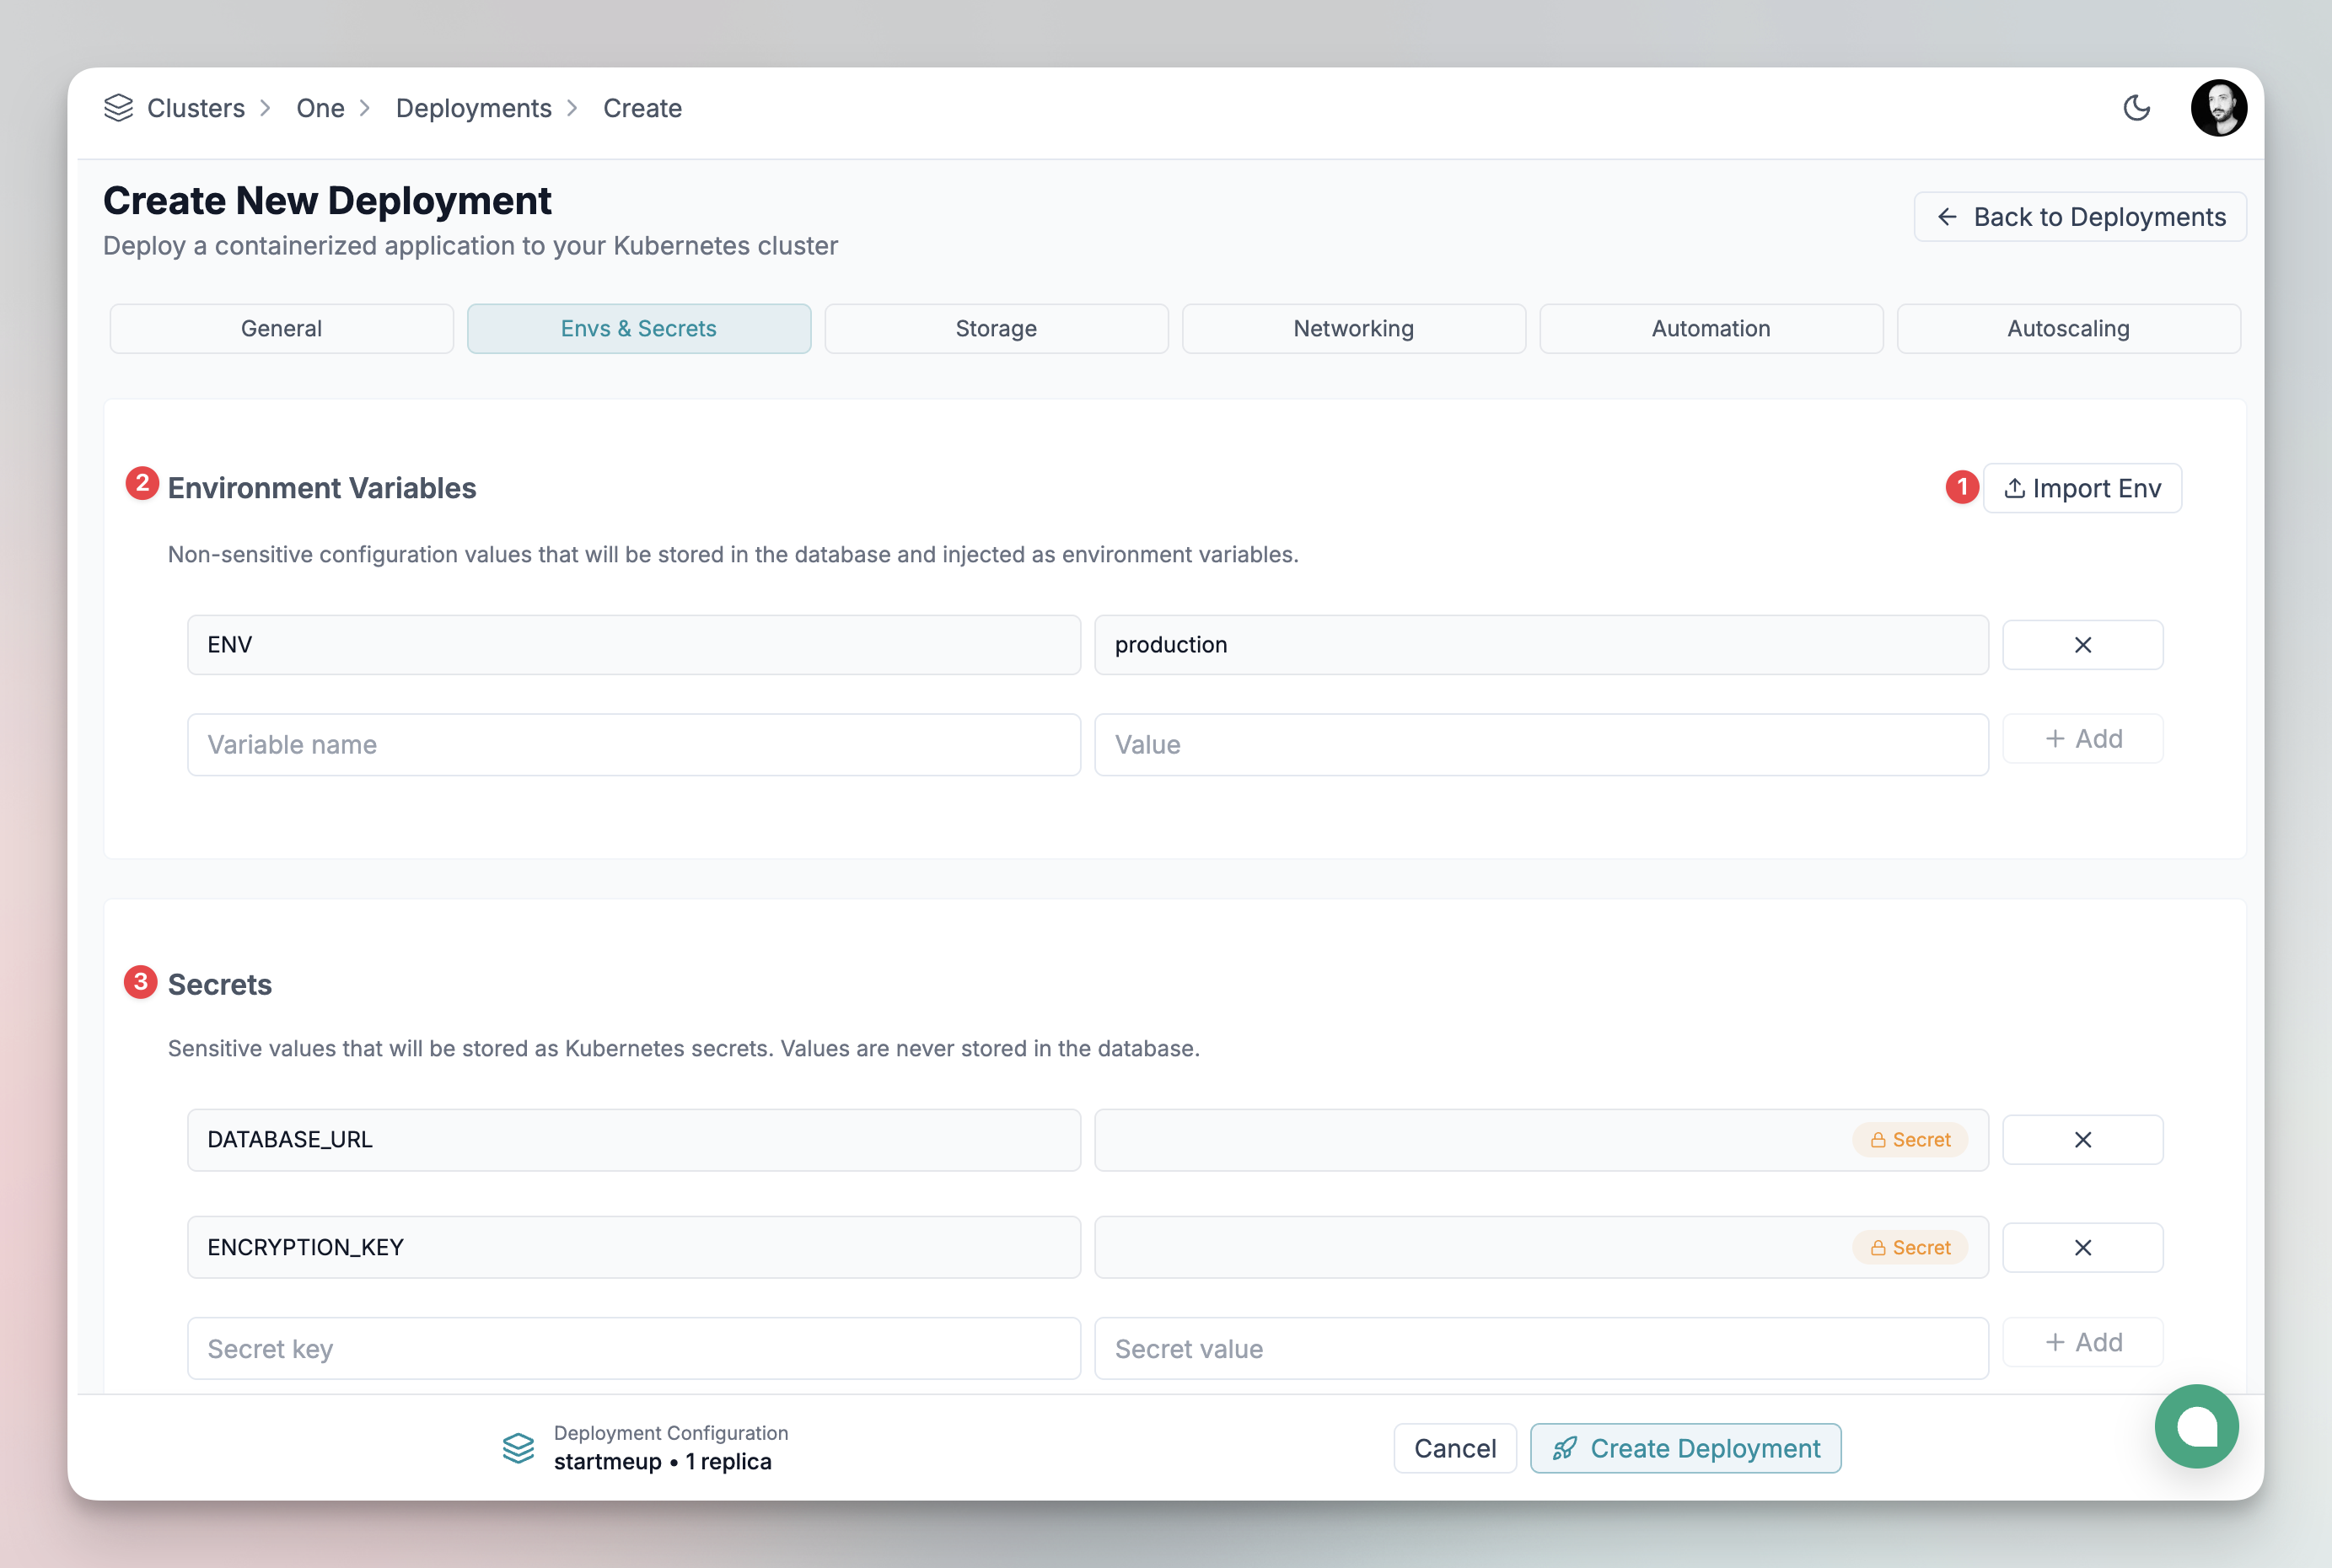 Clusters > One > Deployments > Create
Create New Deployment
Deploy a containerized application to your Kubernetes cluster
← Back to Deployments
General
Envs & Secrets
Storage
Networking
Automation
Autoscaling
2 Environment Variables
1 Import Env
Non-sensitive configuration values that will be stored in the database and injected as environment variables.
ENV
production
Variable name
Value
+ Add
3 Secrets
Sensitive values that will be stored as Kubernetes secrets. Values are never stored in the database.
DATABASE_URL
Secret
ENCRYPTION_KEY
Secret
Secret key
Secret value
+ Add
Deployment Configuration
startmeup • 1 replica
Cancel
Create Deployment